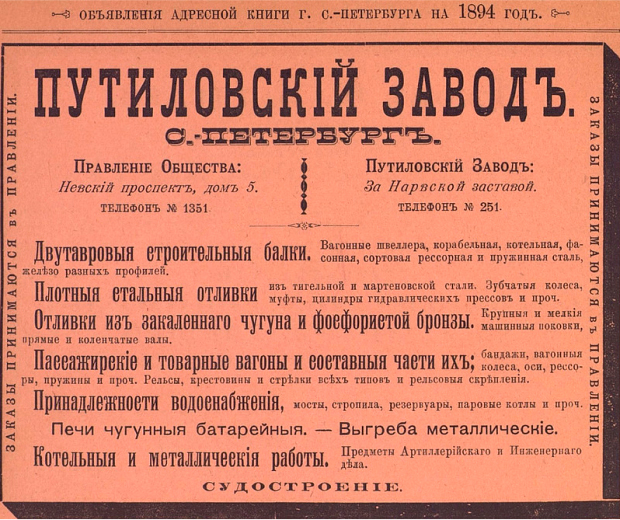 ОБЪЯВЛЕНІЯ АДРЕСНОЙ КНИГИ Г. С.-ПЕТЕРБУРГА НА 1894 ГОДЪ.
ЗАКАЗЫ ПРИНИМАЮТСЯ въ ПРАВЛЕНІИ.
ПУТИЛОВСКІЙ ЗАВОДЪ.
С.-ПЕТЕРБУРГЪ.
Правленіе Общества:
Невскій проспектъ, домъ 5.
ТЕЛЕФОНЪ № 1351.
Путиловскій Заводъ:
За Нарвской заставой.
ТЕЛЕФОНЪ № 251.
Двутавровыя строительныя балки. Вагонные швеллера, корабельная, котельная, фа-
сонная, сортовая рессорная и пружинная сталь,
желѣзо разныхъ профилей.
Плотныя стальныя отливки изъ тигельной и мартеновской стали. Зубчатыя колеса,
муфты, цилиндры гидравлическихъ прессовъ и проч.
Отливки изъ закаленнаго чугуна и фосфористой бронзы. Крупныя и мелкія
машинныя поковки,
прямые и коленчатые валы.
Пассажирскіе и товарные вагоны и составныя части ихъ; бандажи, вагонныя
колеса, оси, рессо-
ры, пружины и проч. Рельсы, крестовины и стрѣлки всѣхъ типовъ и рельсовыя скрѣпленія.
Принадлежности водоснабженія, мосты, стропила, резервуары, паровые котлы и проч.
Печи чугунныя батарейныя. — Выгреба металлическіе.
Котельныя и металлическія работы. Предметы Артиллерійскаго и Инженернаго
дѣла.
СУДОСТРОЕНІЕ.
ЗАКАЗЫ ПРИНИМАЮТСЯ въ ПРАВЛЕНІИ.